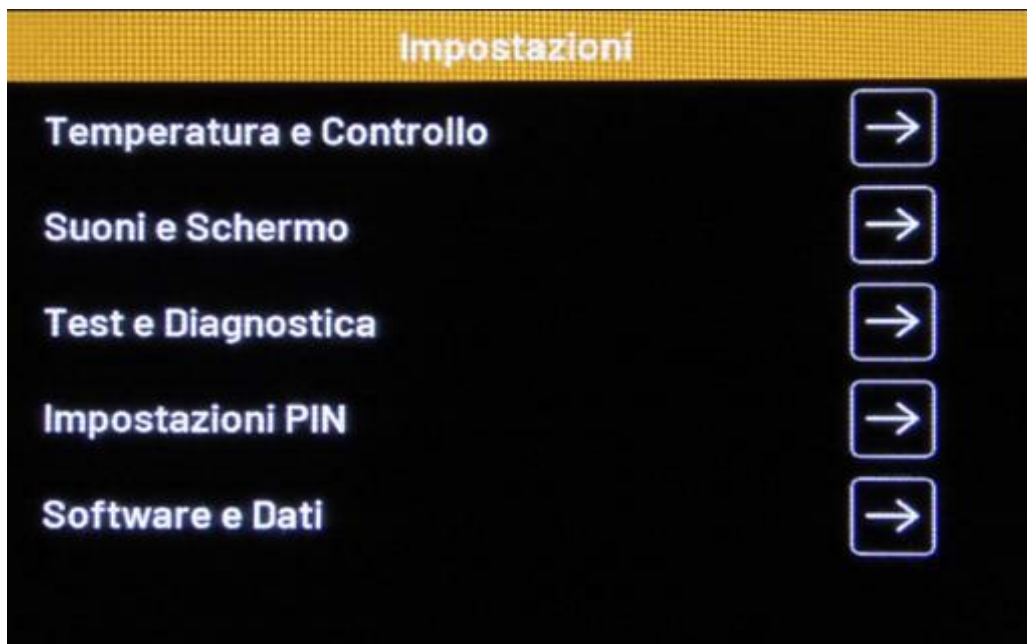 Impostazioni
Temperatura e Controllo
Suoni e Schermo
Test e Diagnostica
Impostazioni PIN
Software e Dati